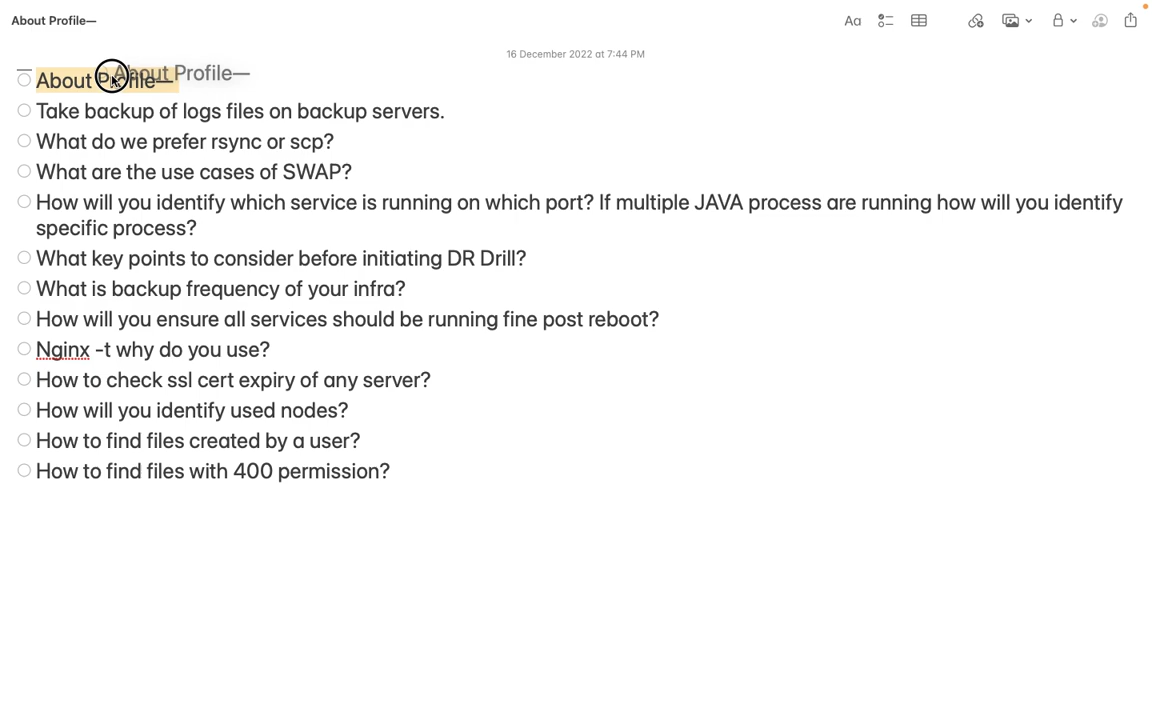 About Profile—
Aa
16 December 2022 at 7:44 PM
About Profile—
About Profile—
Take backup of logs files on backup servers.
What do we prefer rsync or scp?
What are the use cases of SWAP?
How will you identify which service is running on which port? If multiple JAVA process are running how will you identify
specific process?
What key points to consider before initiating DR Drill?
What is backup frequency of your infra?
How will you ensure all services should be running fine post reboot?
Nginx -t why do you use?
How to check ssl cert expiry of any server?
How will you identify used nodes?
How to find files created by a user?
How to find files with 400 permission?